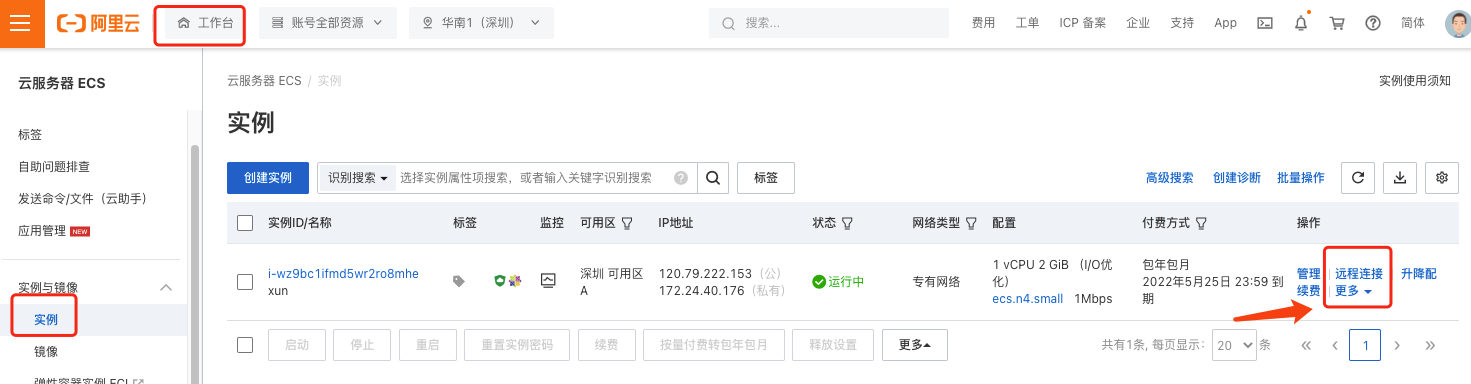 阿里云 工作台 账号全部资源 华南1（深圳） 搜索... 费用 工单 ICP 备案 企业 支持 App 简体
云服务器 ECS
标签
自助问题排查
发送命令/文件（云助手）
应用管理 NEW
实例与镜像
实例
镜像
弹性容器实例 ECI
云服务器 ECS / 实例
实例使用须知
实例
创建实例 识别搜索 选择实例属性项搜索，或者输入关键字识别搜索 标签 高级搜索 创建诊断 批量操作
实例ID/名称 标签 监控 可用区 IP地址 状态 网络类型 配置 付费方式 操作
i-wz9bc1ifmd5wr2ro8mhe
xun
深圳 可用区
A
120.79.222.153（公）
172.24.40.176（私有）
运行中
专有网络
1 vCPU 2 GiB （I/O优
化）
ecs.n4.small 1Mbps
包年包月
2022年5月25日 23:59 到
期
管理 远程连接 升降配
续费 更多
启动 停止 重启 重置实例密码 续费 按量付费转包年包月 释放设置 更多 共有1条, 每页显示: 20 条 « ‹ 1 › »